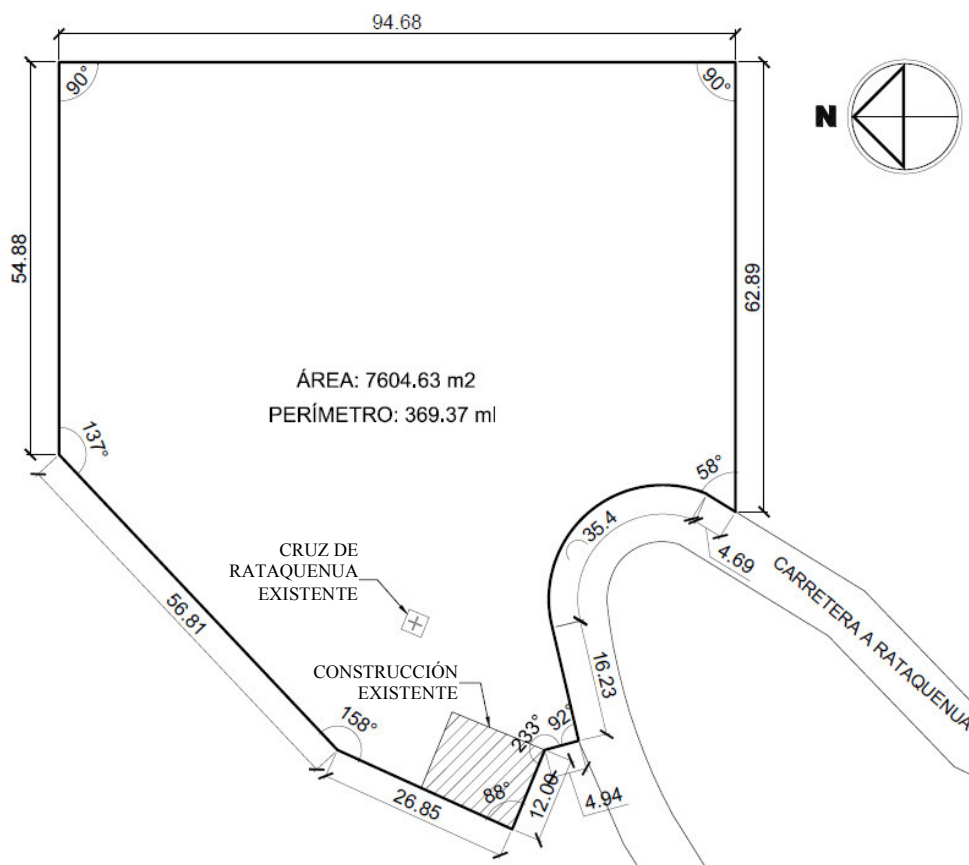 94.68
90°
90°
N
54.88
62.89
ÁREA: 7604.63 m2
PERÍMETRO: 369.37 ml
137°
58°
35.4
4.69
CARRETERA A RATAQUENUA
CRUZ DE
RATAQUENUA
EXISTENTE
56.81
CONSTRUCCIÓN
EXISTENTE
16.23
158°
233°
92°
88°
12.00
4.94
26.85